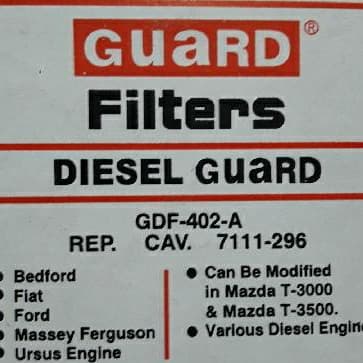 GUARD®
Filters
DIESEL GUARD
GDF-402-A
REP. CAV. 7111-296
• Bedford
• Fiat
• Ford
• Massey Ferguson
• Ursus Engine
• Can Be Modified
in Mazda T-3000
& Mazda T-3500.
• Various Diesel Engine